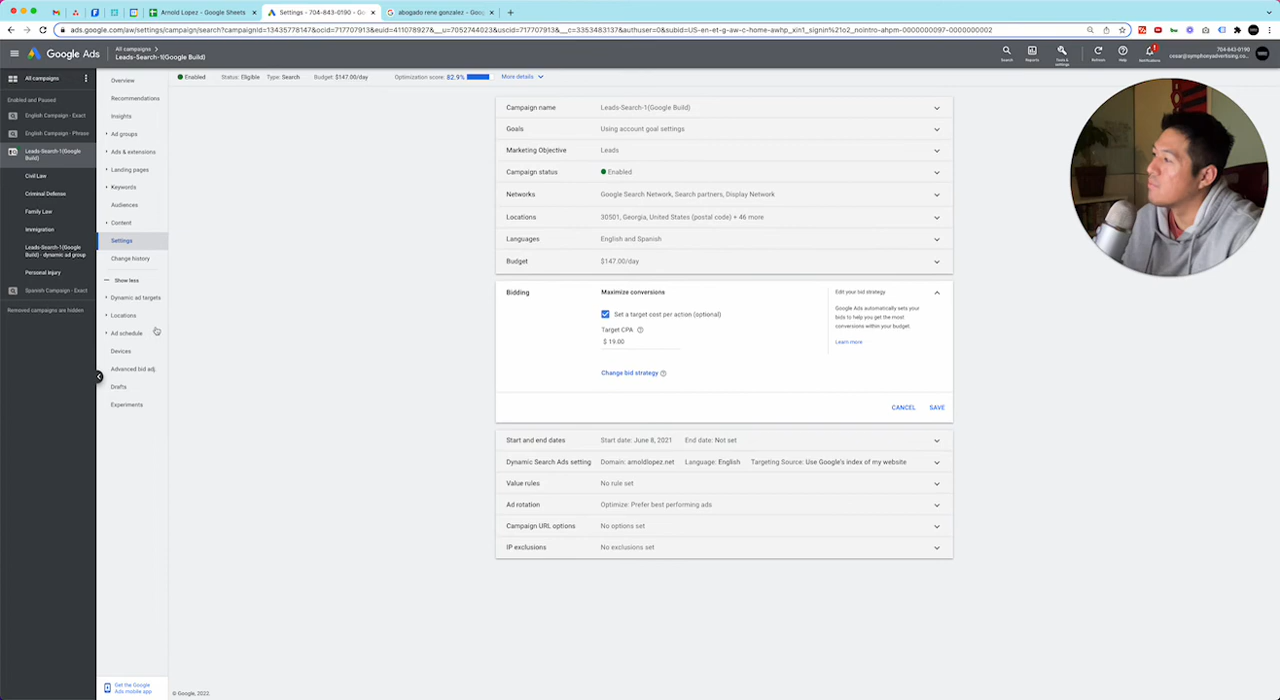 Arnold Lopez - Google Sheets
Settings - 704-843-0190 - Go
abogado rene gonzalez - Goog
ads.google.com/aw/settings/campaign/search?campaignId=13435778147&ocid=717707913&euid=411078927&__u=7052744023&uscid=717707913&__c=3353483137&authuser=0&subid=US-en-et-g-aw-c-home-awhp_xin1_signin%21o2_nointro-ahpm-0000000097-0000000002
Google Ads
All campaigns
Leads-Search-1(Google Build)
Search
Reports
Tools & settings
Refresh
Help
Notifications
704-843-0190
cesar@symphonyadvertising.co...
All campaigns
Enabled and Paused
English Campaign - Exact
English Campaign - Phrase
Leads-Search-1(Google Build)
Civil Law
Criminal Defense
Family Law
Immigration
Leads-Search-1(Google Build) - dynamic ad group
Personal Injury
Spanish Campaign - Exact
Removed campaigns are hidden
Overview
Recommendations
Insights
Ad groups
Ads & extensions
Landing pages
Keywords
Audiences
Content
Settings
Change history
Show less
Dynamic ad targets
Locations
Ad schedule
Devices
Advanced bid adj.
Drafts
Experiments
Get the Google Ads mobile app
Enabled Status: Eligible Type: Search Budget: $147.00/day Optimization score: 82.9% More details
Campaign name Leads-Search-1(Google Build)
Goals Using account goal settings
Marketing Objective Leads
Campaign status Enabled
Networks Google Search Network, Search partners, Display Network
Locations 30501, Georgia, United States (postal code) + 46 more
Languages English and Spanish
Budget $147.00/day
Bidding Maximize conversions
Set a target cost per action (optional)
Target CPA
$ 19.00
Change bid strategy
Edit your bid strategy
Google Ads automatically sets your bids to help you get the most conversions within your budget.
Learn more
CANCEL SAVE
Start and end dates Start date: June 8, 2021 End date: Not set
Dynamic Search Ads setting Domain: arnoldlopez.net Language: English Targeting Source: Use Google's index of my website
Value rules No rule set
Ad rotation Optimize: Prefer best performing ads
Campaign URL options No options set
IP exclusions No exclusions set
© Google, 2022.